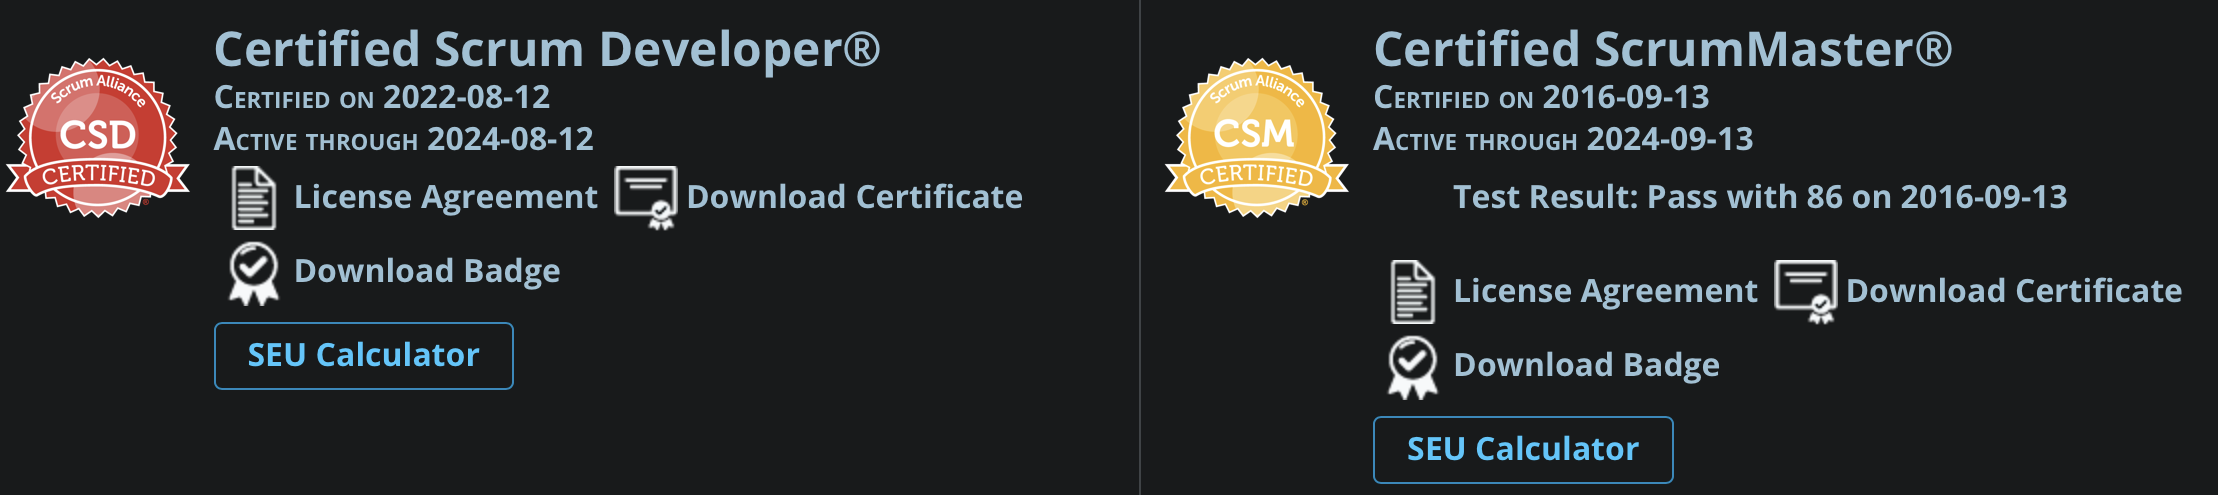 Certified Scrum Developer®
Certified on 2022-08-12
Active through 2024-08-12
Scrum Alliance
CSD
CERTIFIED
®
License Agreement
Download Certificate
Download Badge
SEU Calculator
Certified ScrumMaster®
Certified on 2016-09-13
Active through 2024-09-13
Scrum Alliance
CSM
CERTIFIED
®
Test Result: Pass with 86 on 2016-09-13
License Agreement
Download Certificate
Download Badge
SEU Calculator